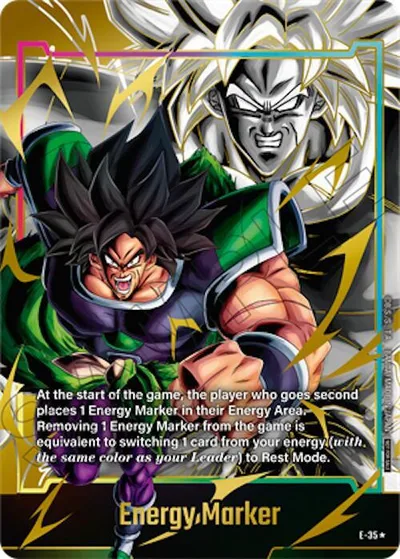 At the start of the game, the player who goes second
places 1 Energy Marker in their Energy Area.
Removing 1 Energy Marker from the game is
equivalent to switching 1 card from your energy (with
the same color as your Leader) to Rest Mode.
Energy Marker
E-35★